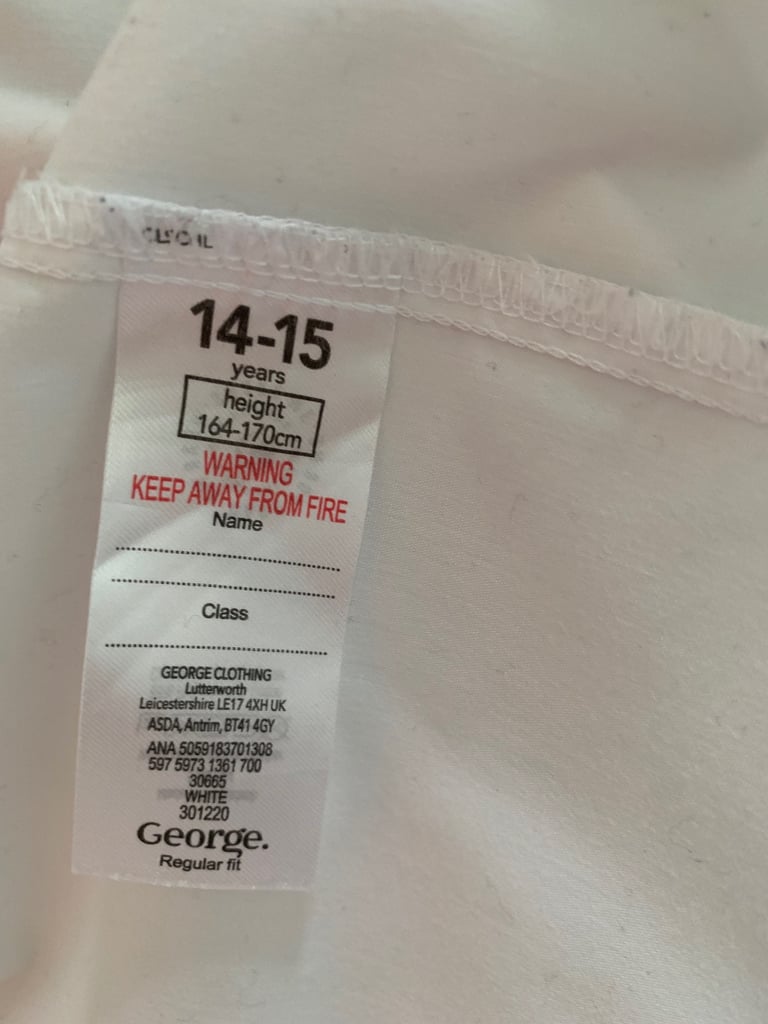 14-15
years
height
164-170cm
WARNING
KEEP AWAY FROM FIRE
Name
Class
GEORGE CLOTHING
Lutterworth
Leicestershire LE17 4XH UK
ASDA, Antrim, BT41 4GY
ANA 5059183701308
597 5973 1361 700
30665
WHITE
301220
George.
Regular fit